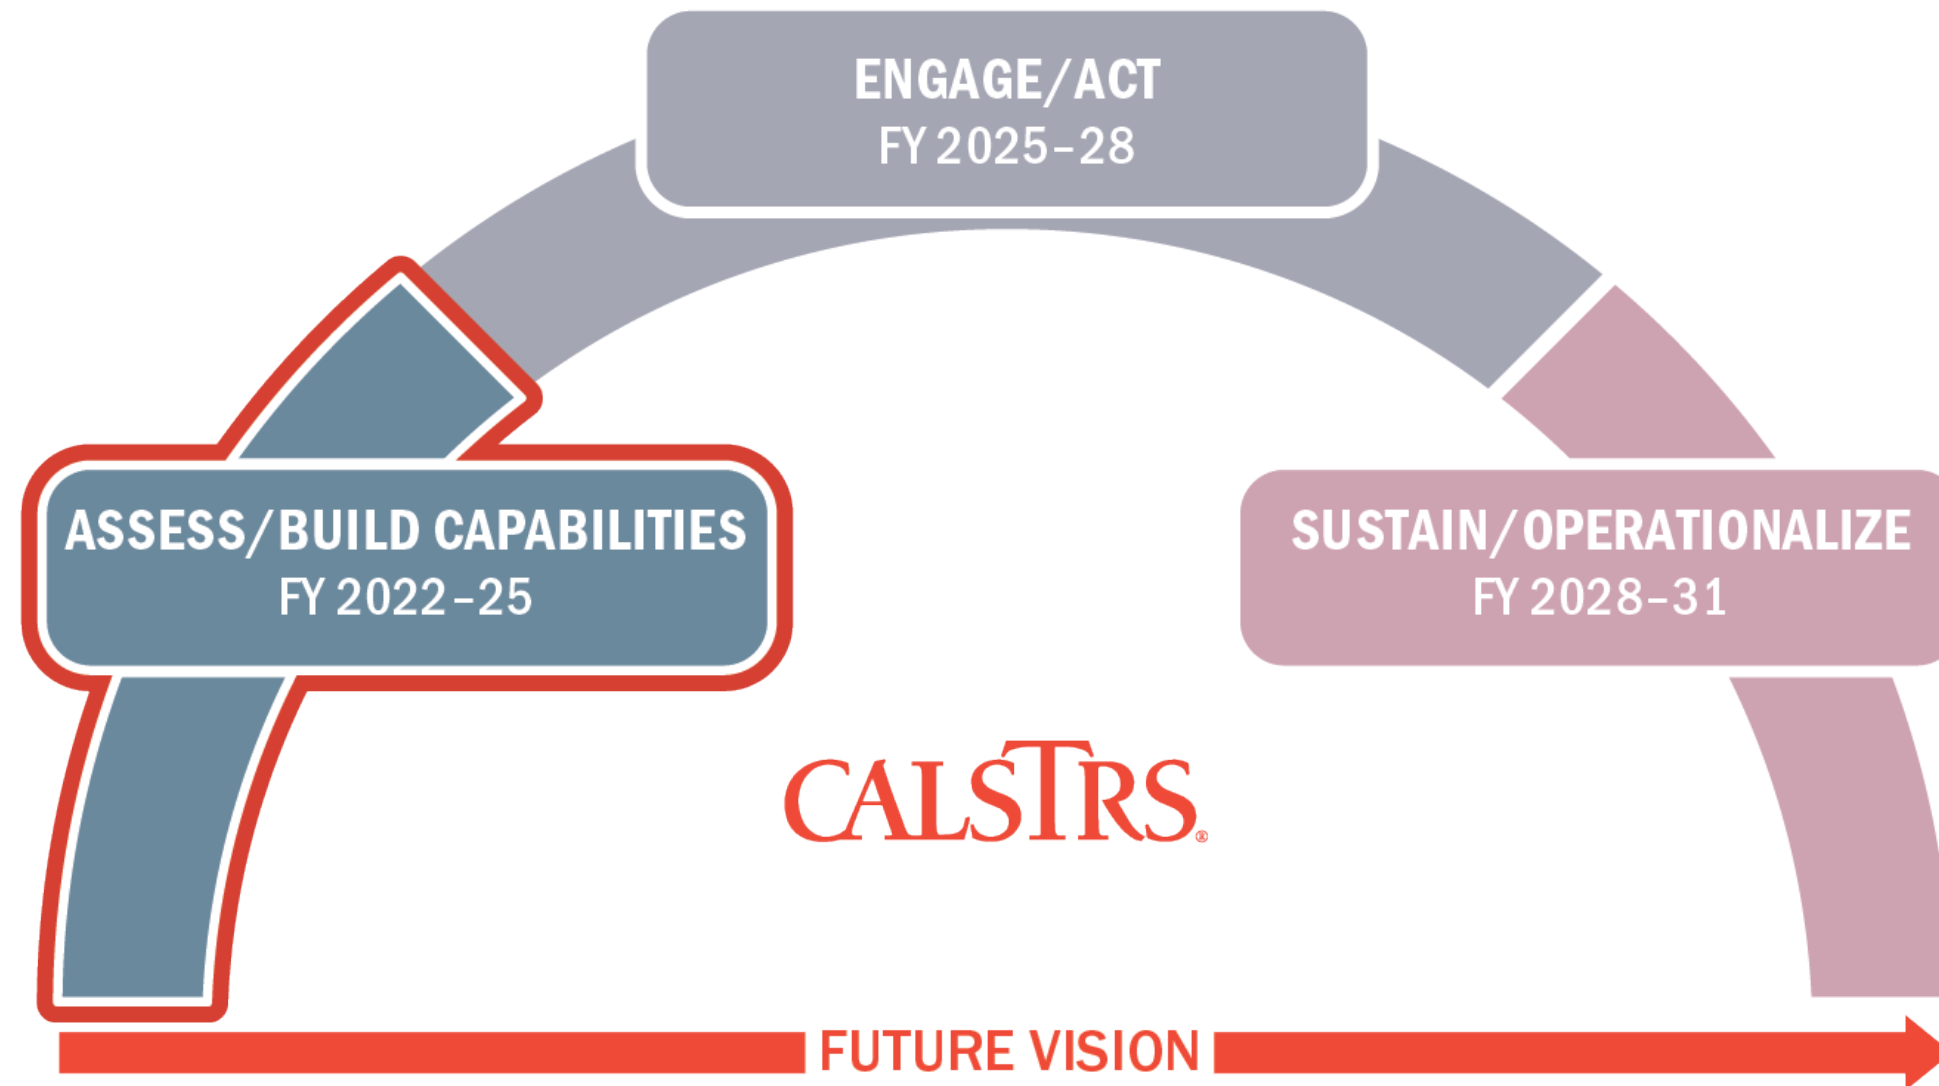 ENGAGE/ACT
FY 2025–28
ASSESS/BUILD CAPABILITIES
FY 2022–25
SUSTAIN/OPERATIONALIZE
FY 2028–31
CALSTRS®
FUTURE VISION